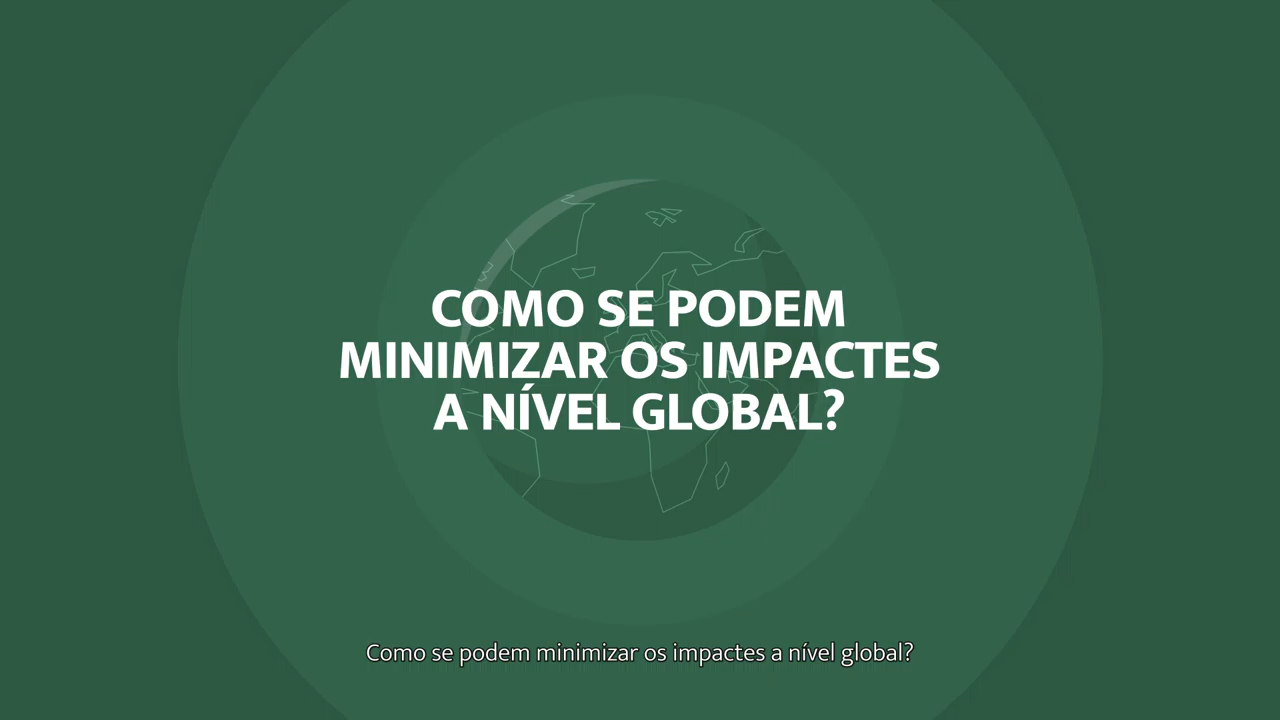 COMO SE PODEM
MINIMIZAR OS IMPACTES
A NÍVEL GLOBAL?
Como se podem minimizar os impactes a nível global?